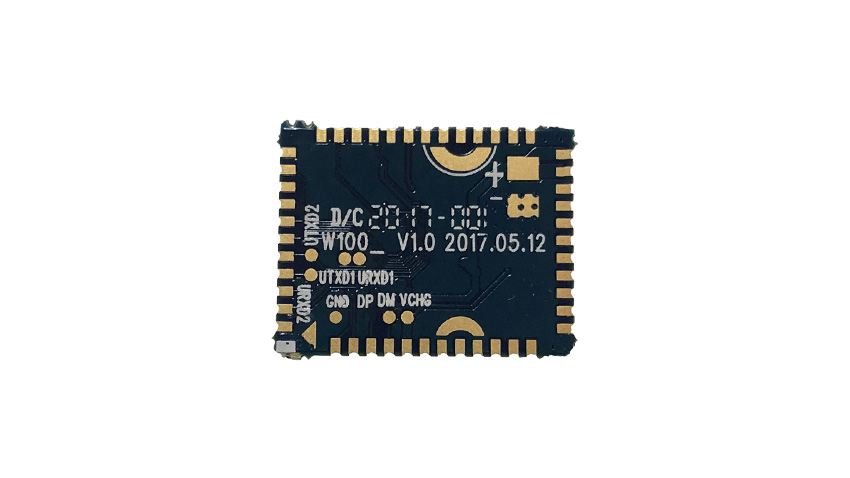 +
-
D/C 2017-001
UTXD2
W100_ V1.0 2017.05.12
UTXD1 URXD1
URXD2
GND DP DM VCHG